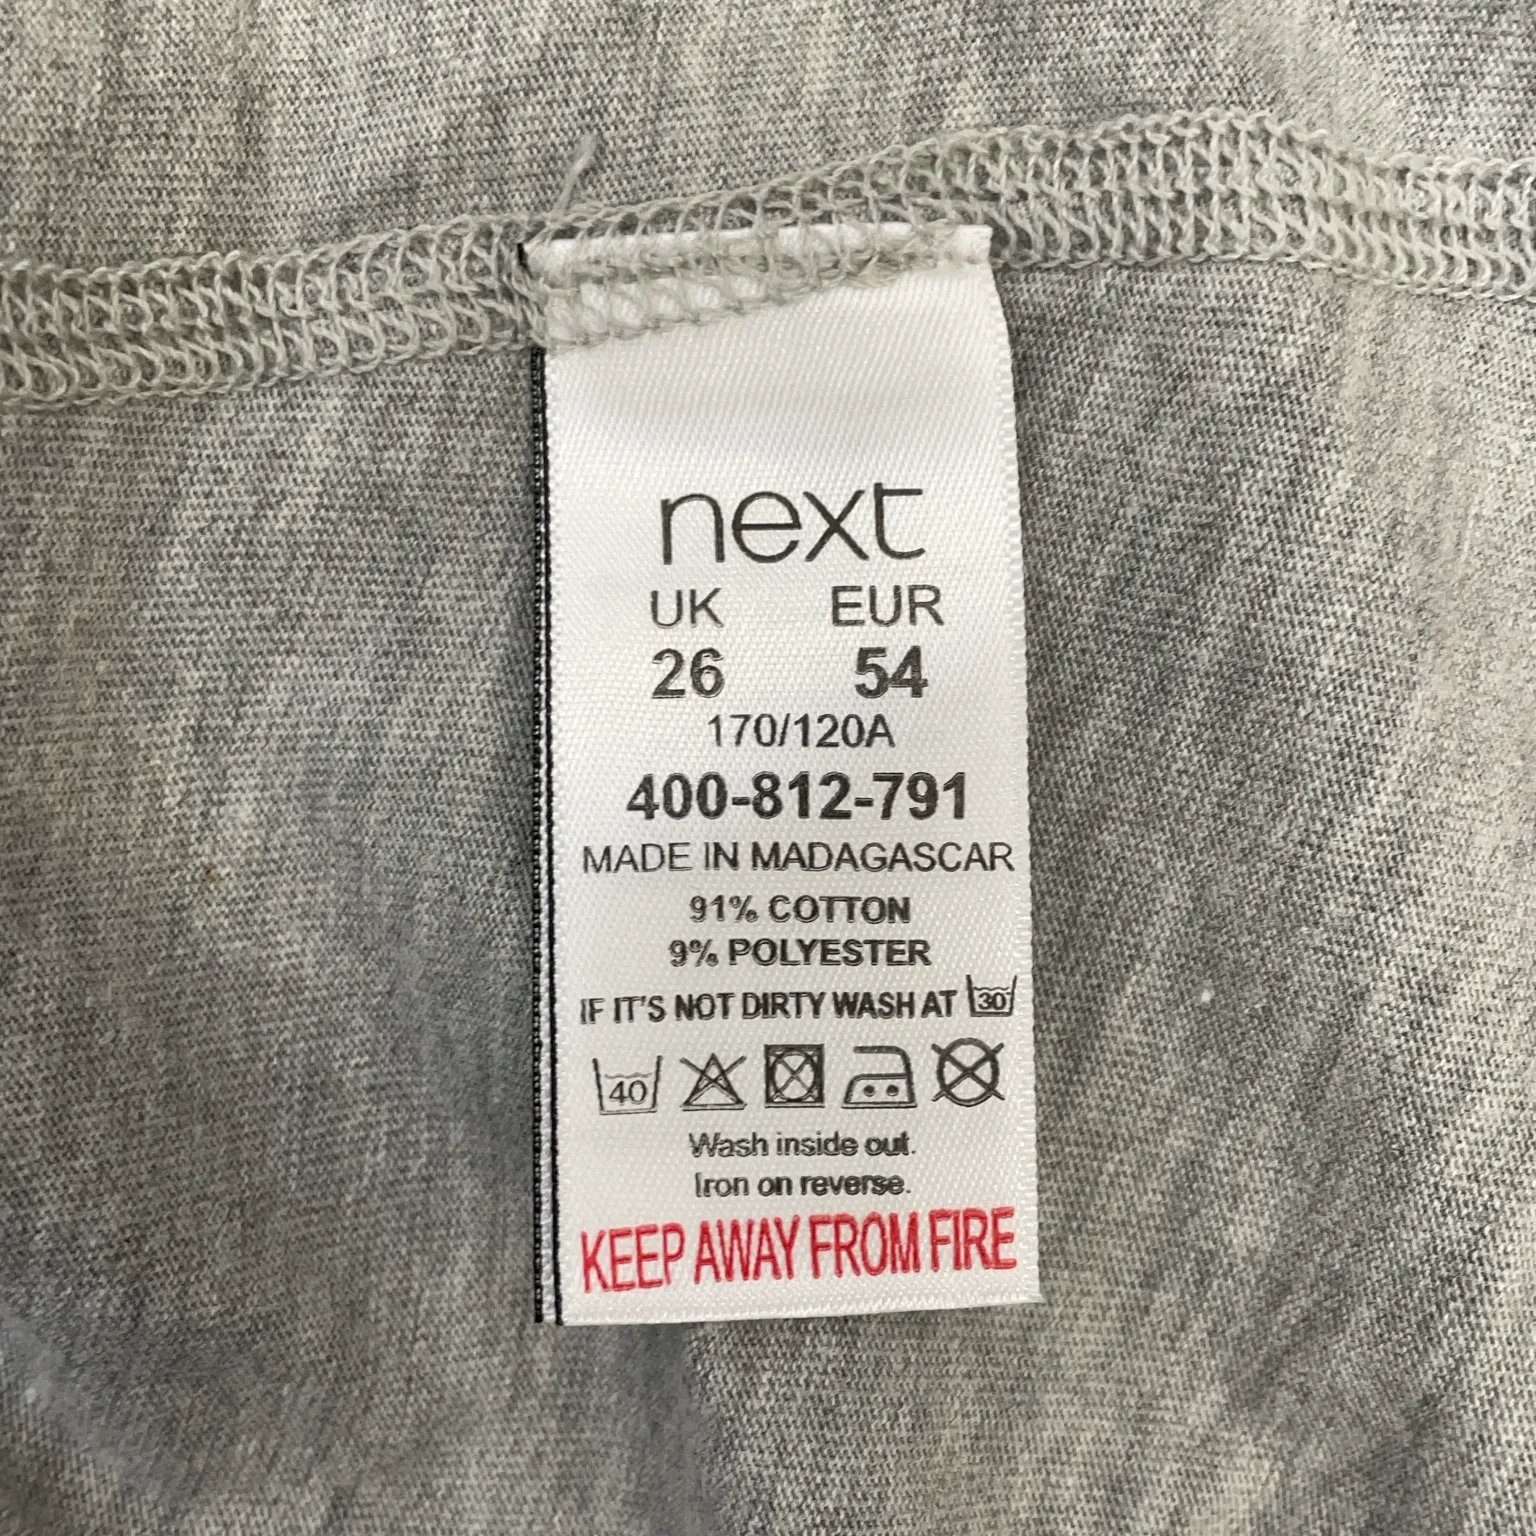 next
UK EUR
26 54
170/120A
400-812-791
MADE IN MADAGASCAR
91% COTTON
9% POLYESTER
IF IT'S NOT DIRTY WASH AT 30
40
Wash inside out.
Iron on reverse.
KEEP AWAY FROM FIRE